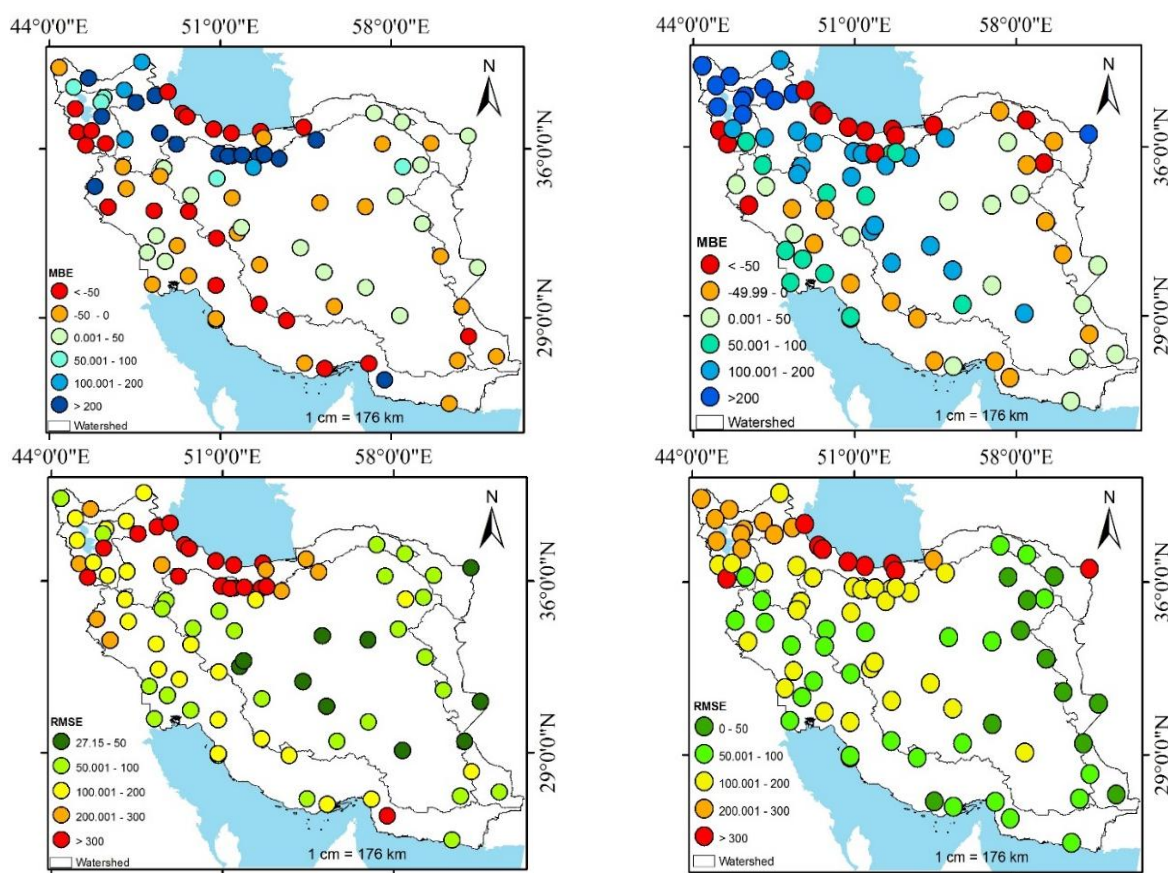 44°0'0"E 51°0'0"E 58°0'0"E
N
36°0'0"N
29°0'0"N
MBE
< -50
-50 - 0
0.001 - 50
50.001 - 100
100.001 - 200
> 200
Watershed
1 cm = 176 km
44°0'0"E 51°0'0"E 58°0'0"E
N
36°0'0"N
29°0'0"N
MBE
< -50
-49.99 - 0
0.001 - 50
50.001 - 100
100.001 - 200
>200
Watershed
1 cm = 176 km
44°0'0"E 51°0'0"E 58°0'0"E
N
36°0'0"N
29°0'0"N
RMSE
27.15 - 50
50.001 - 100
100.001 - 200
200.001 - 300
> 300
Watershed
1 cm = 176 km
44°0'0"E 51°0'0"E 58°0'0"E
N
36°0'0"N
29°0'0"N
RMSE
0 - 50
50.001 - 100
100.001 - 200
200.001 - 300
> 300
Watershed
1 cm = 176 km